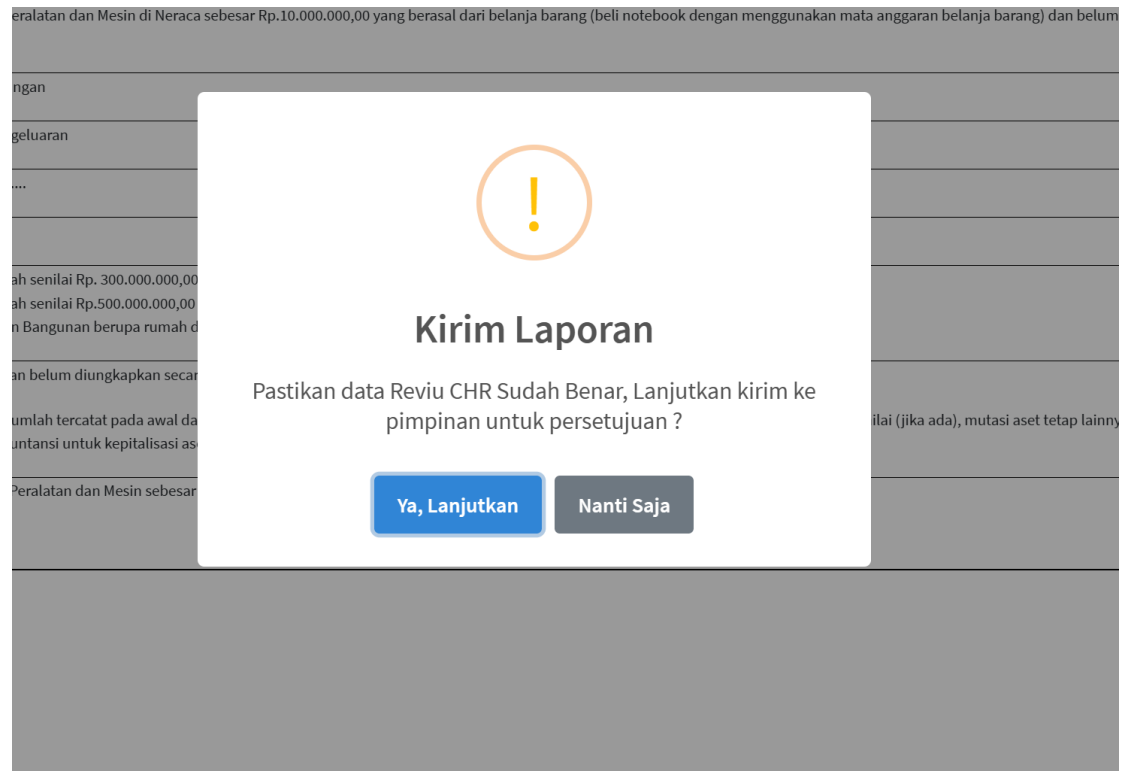 eralatan dan Mesin di Neraca sebesar Rp.10.000.000,00 yang berasal dari belanja barang (beli notebook dengan menggunakan mata anggaran belanja barang) dan belum
ngan
geluaran
....
ah senilai Rp. 300.000.000,00
ah senilai Rp.500.000.000,00
n Bangunan berupa rumah d
an belum diungkapkan secar
umlah tercatat pada awal da
ilai (jika ada), mutasi aset tetap lainny
untansi untuk kepitalisasi as
Peralatan dan Mesin sebesar
!
Kirim Laporan
Pastikan data Reviu CHR Sudah Benar, Lanjutkan kirim ke
pimpinan untuk persetujuan ?
Ya, Lanjutkan
Nanti Saja